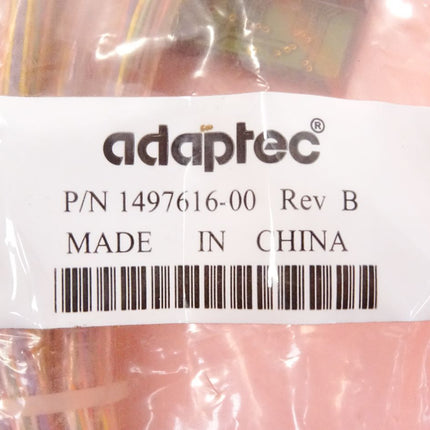 adaptec®
P/N 1497616-00 Rev B
MADE IN CHINA